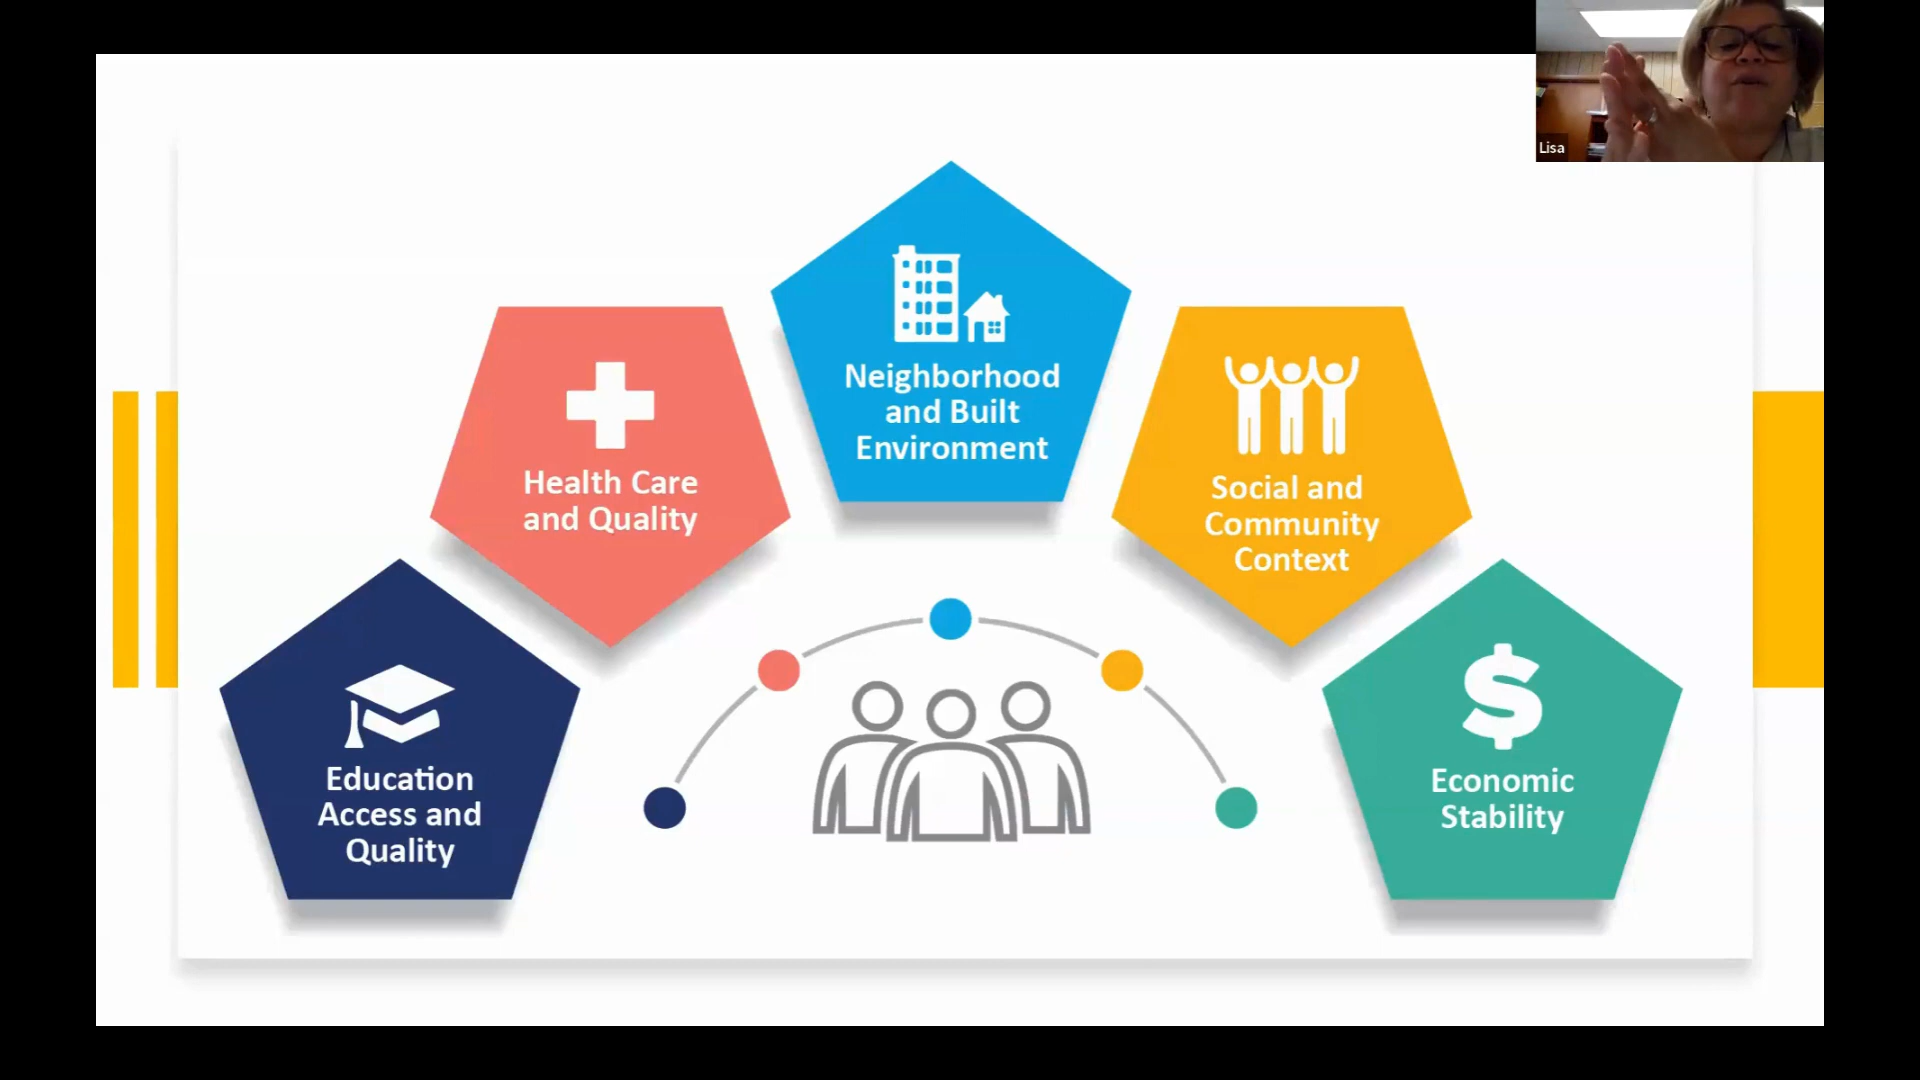 Lisa
Neighborhood
and Built
Environment
Health Care
and Quality
Social and
Community
Context
Education
Access and
Quality
Economic
Stability